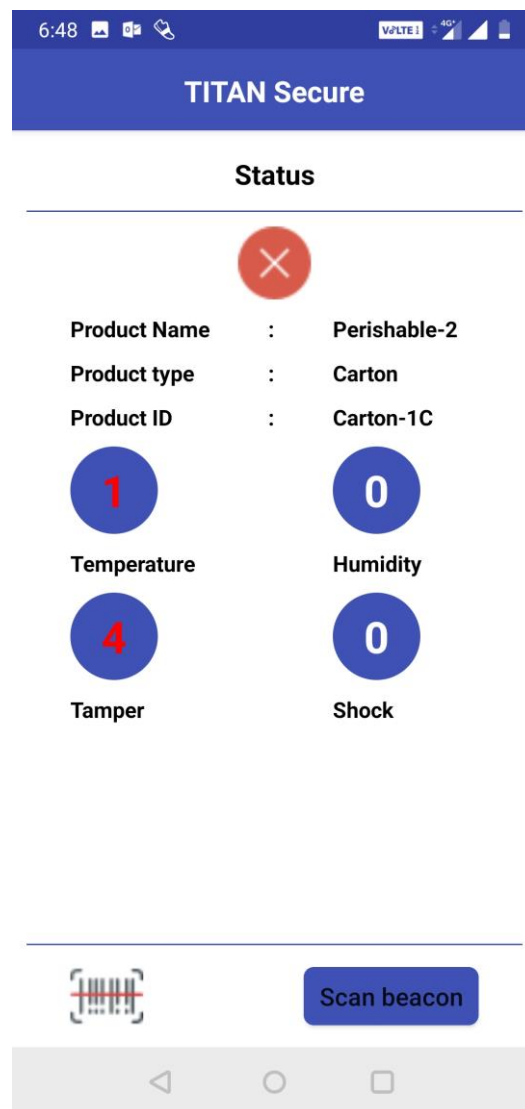 6:48 VoLTE 1 4G+
TITAN Secure
Status
Product Name : Perishable-2
Product type : Carton
Product ID : Carton-1C
1 0
Temperature Humidity
4 0
Tamper Shock
Scan beacon